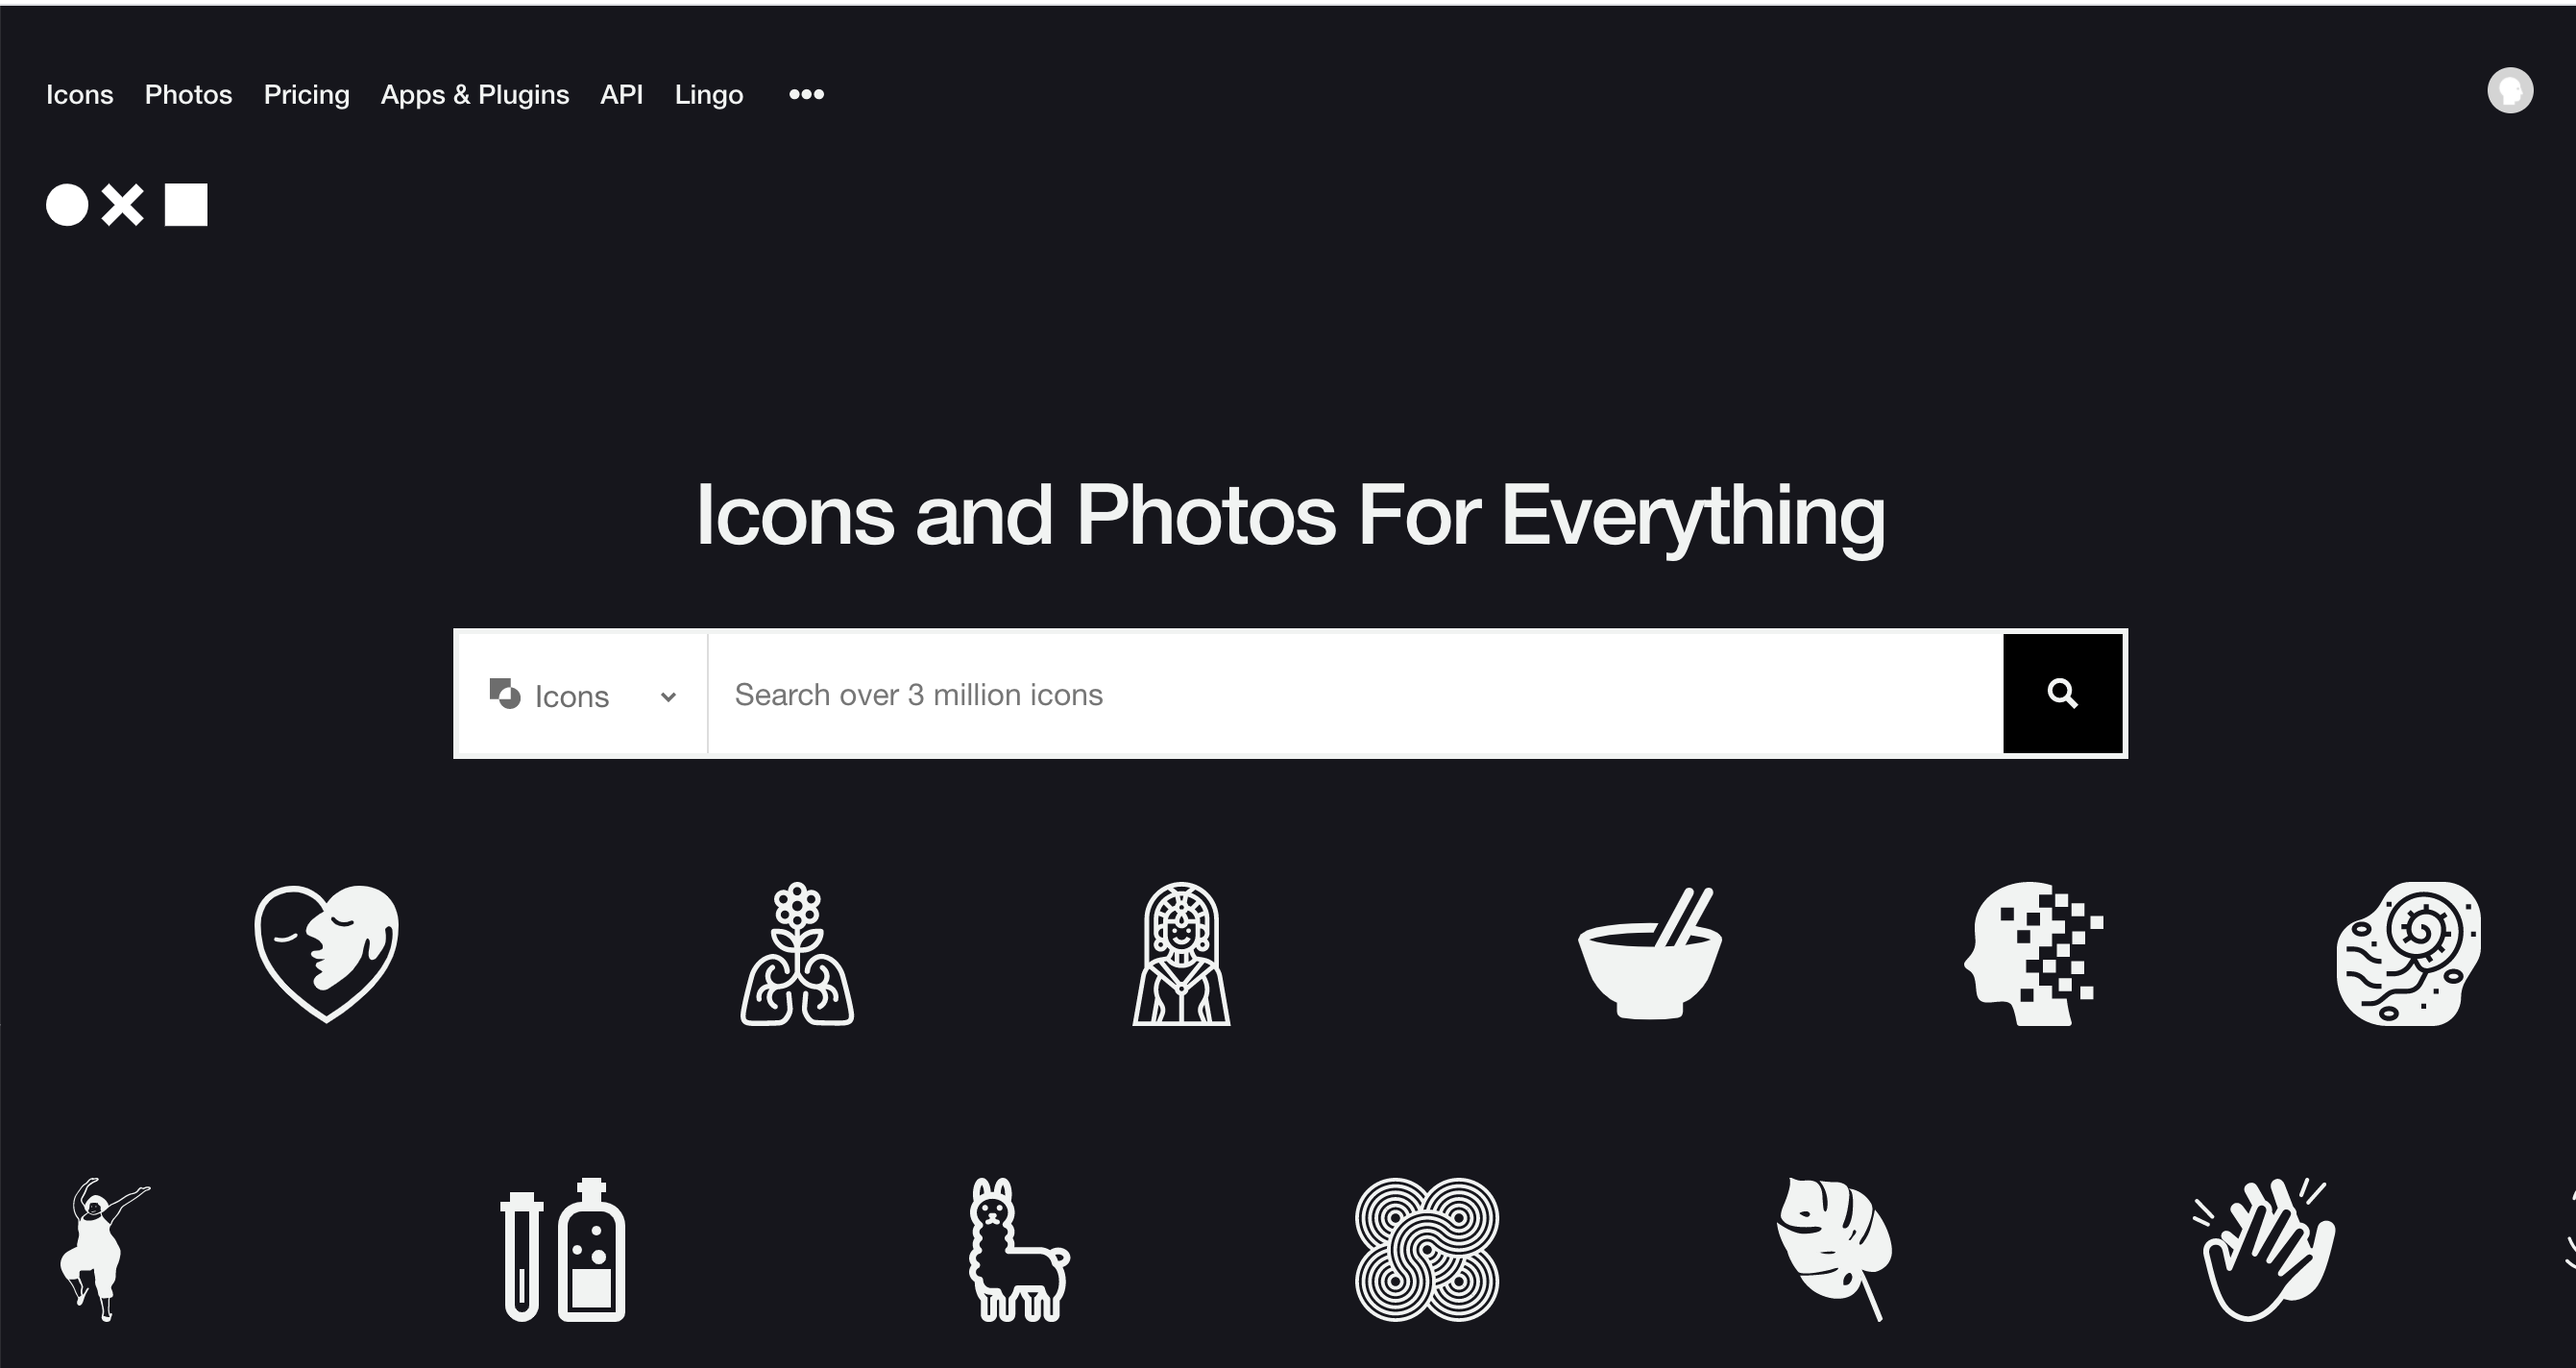 Icons Photos Pricing Apps & Plugins API Lingo
Icons and Photos For Everything
Icons Search over 3 million icons